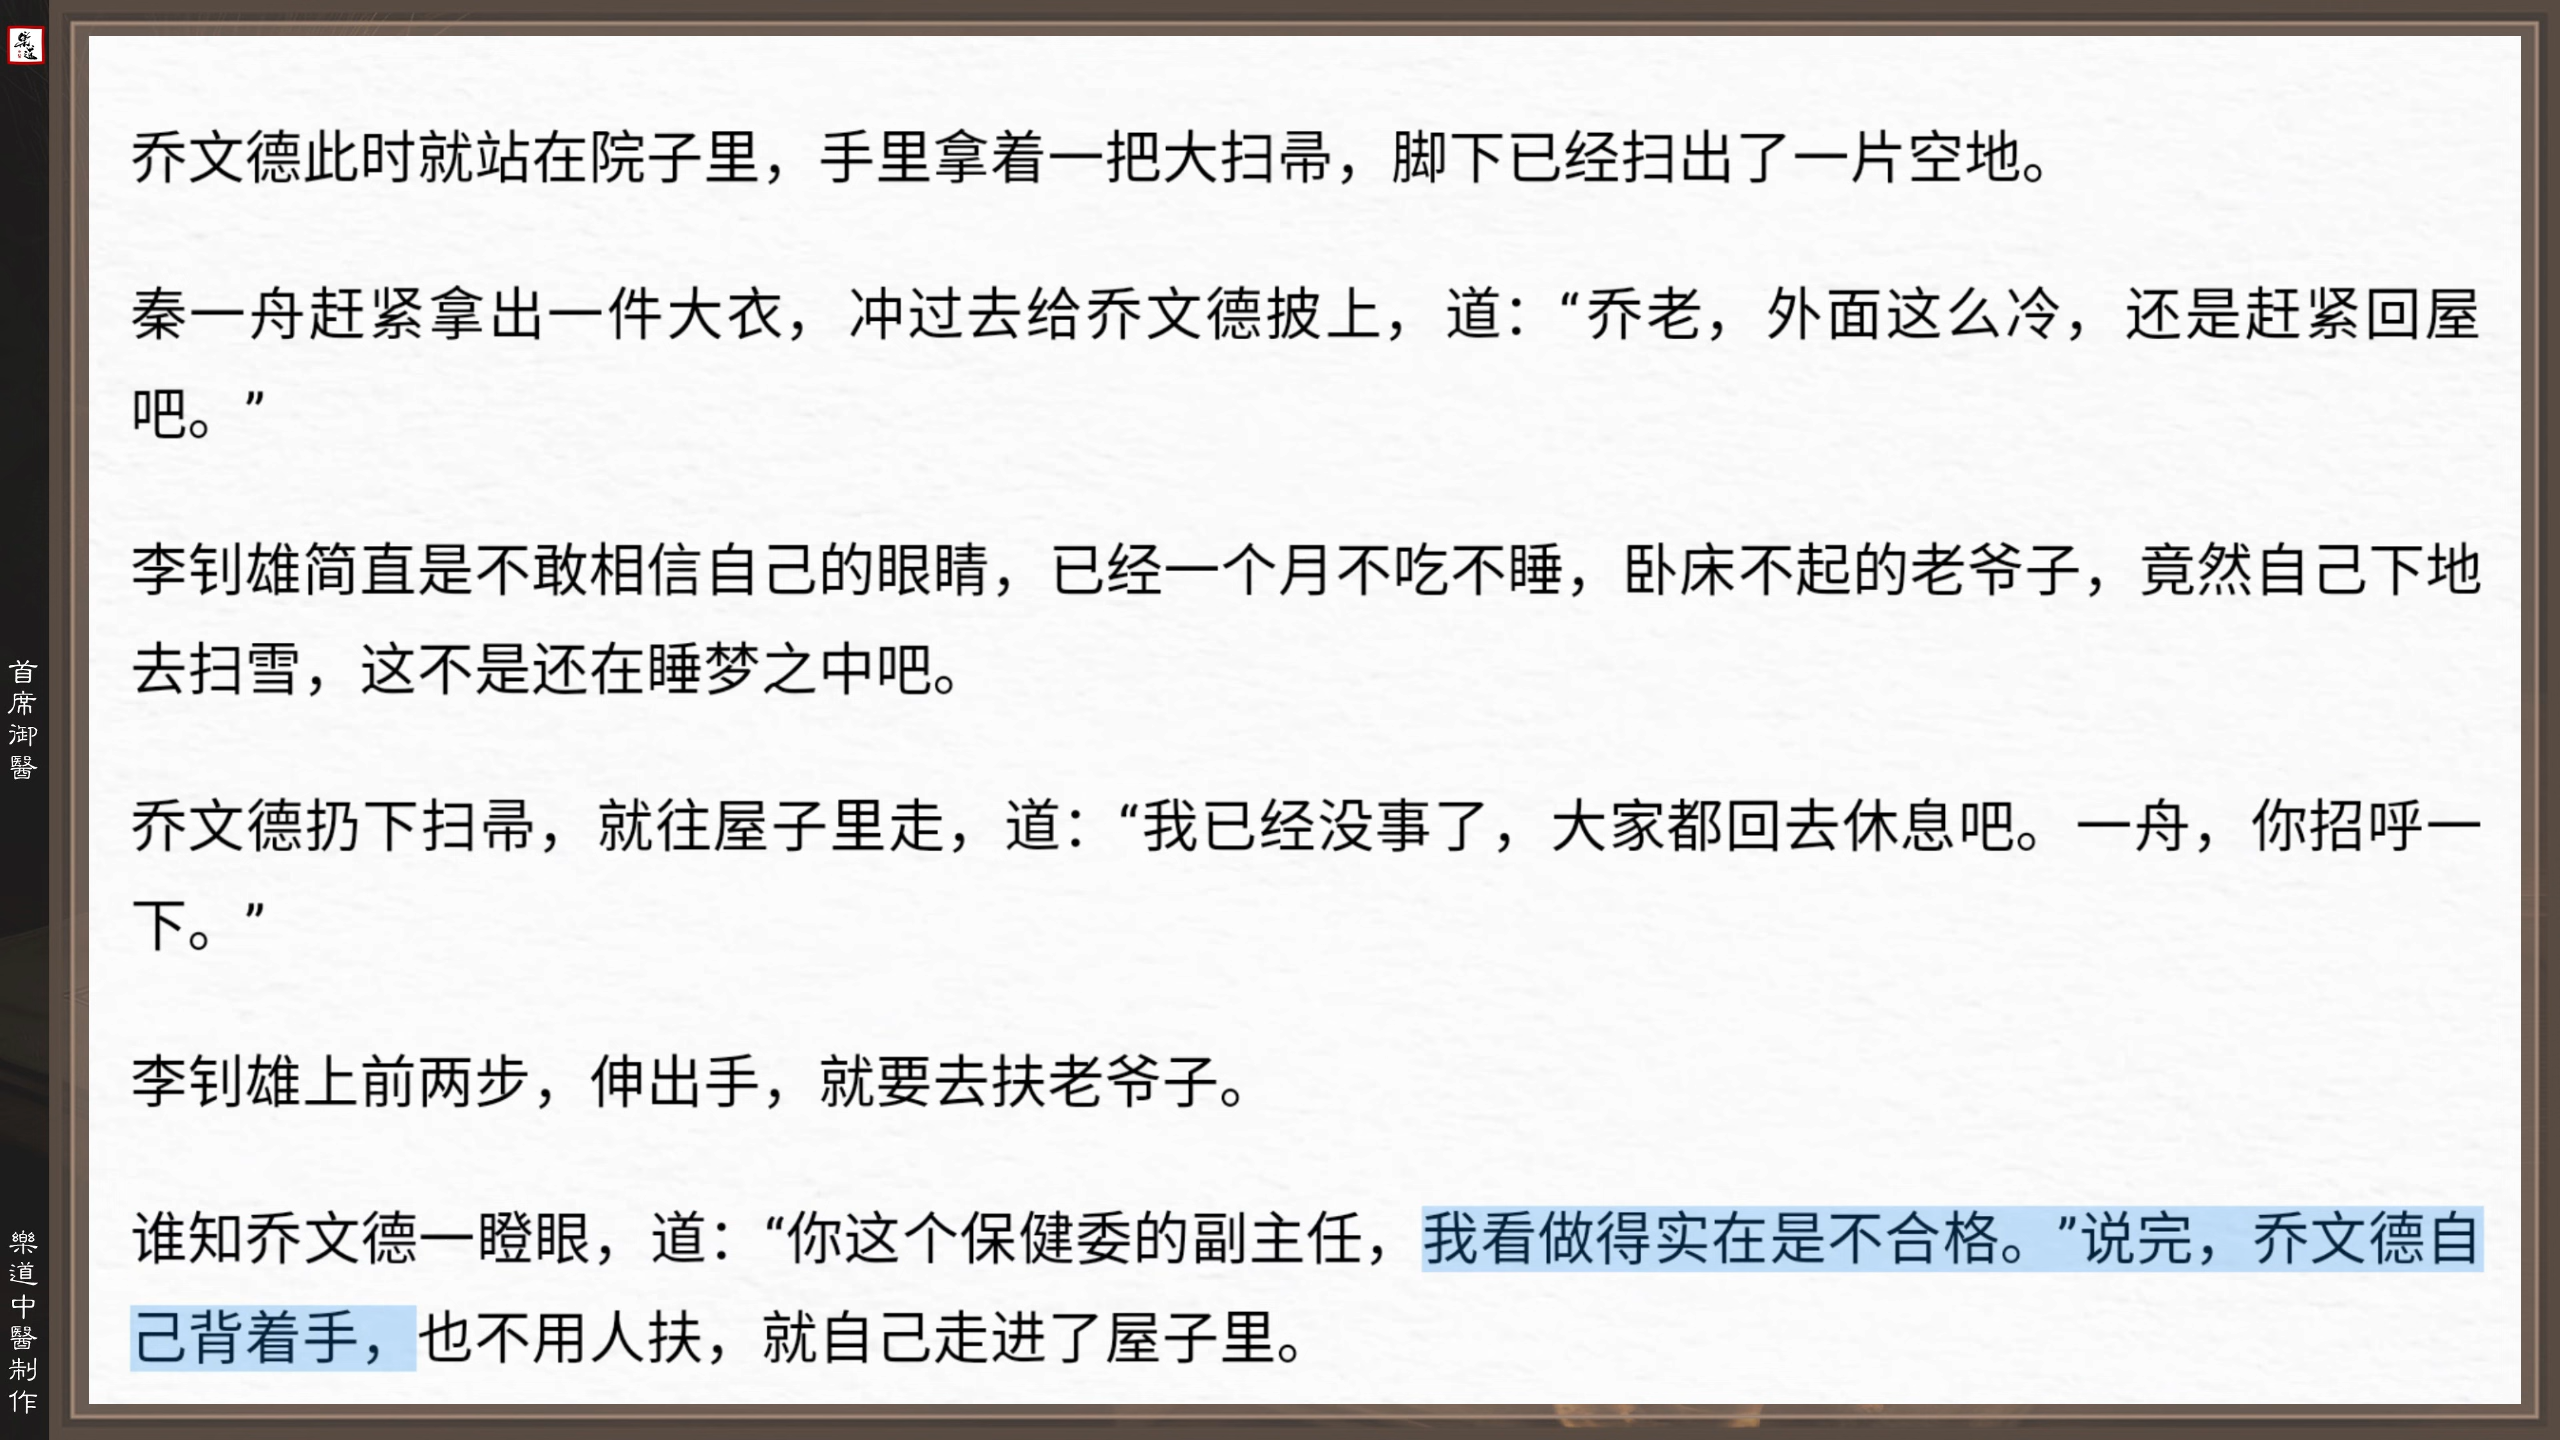 乔文德此时就站在院子里，手里拿着一把大扫帚，脚下已经扫出了一片空地。
秦一舟赶紧拿出一件大衣，冲过去给乔文德披上，道：“乔老，外面这么冷，还是赶紧回屋
吧。”
李钊雄简直是不敢相信自己的眼睛，已经一个月不吃不睡，卧床不起的老爷子，竟然自己下地
去扫雪，这不是还在睡梦之中吧。
乔文德扔下扫帚，就往屋子里走，道：“我已经没事了，大家都回去休息吧。一舟，你招呼一
下。”
李钊雄上前两步，伸出手，就要去扶老爷子。
谁知乔文德一瞪眼，道：“你这个保健委的副主任，我看做得实在是不合格。”说完，乔文德自
己背着手，也不用人扶，就自己走进了屋子里。
首席御醫
樂道中醫制作